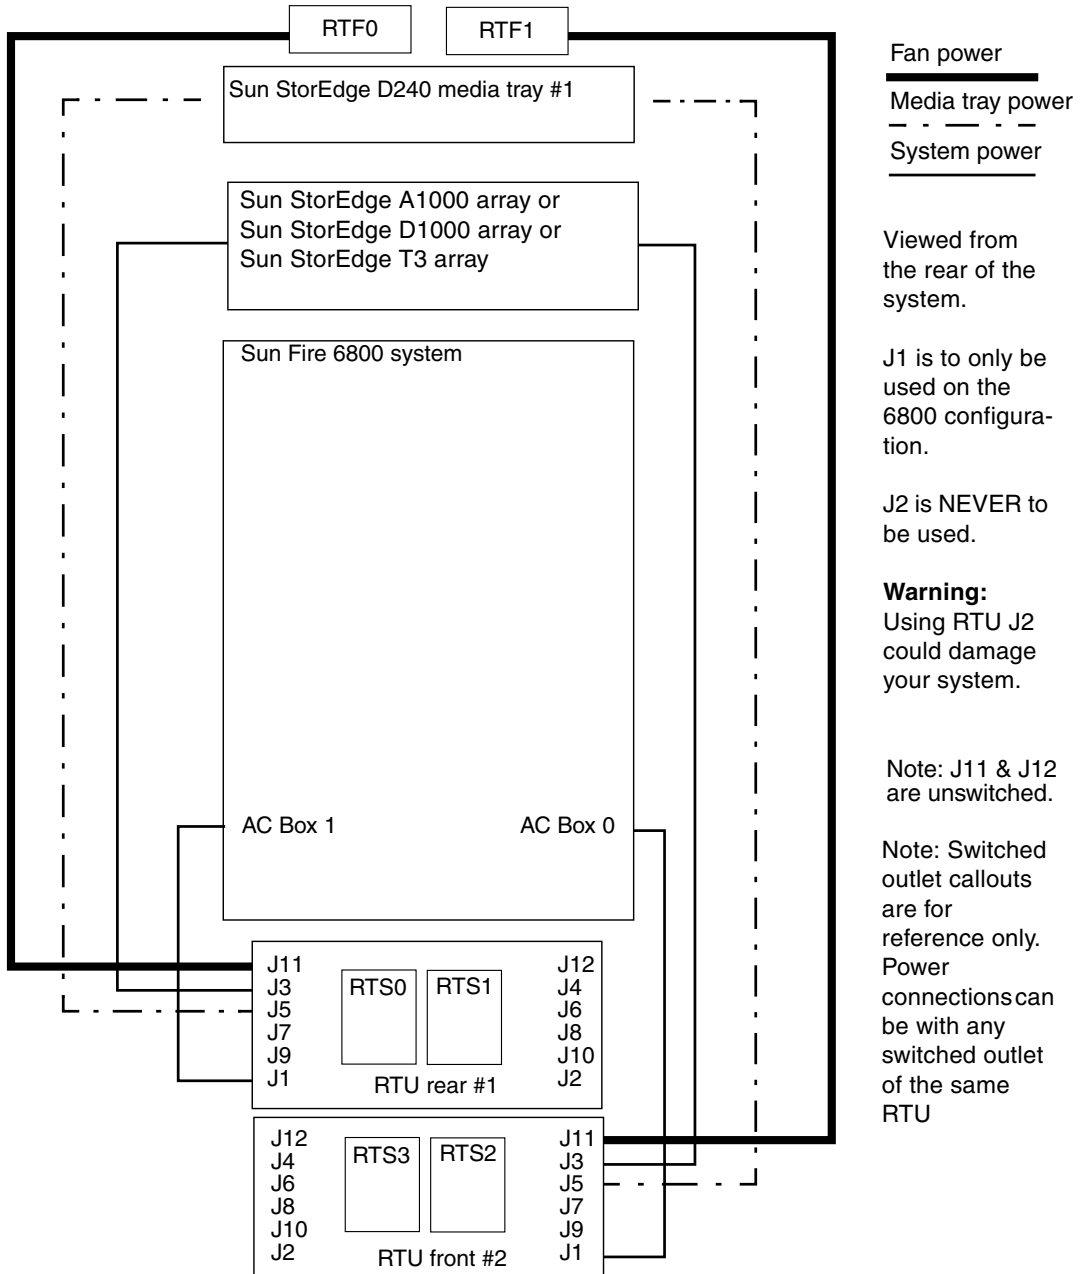 RTF0
RTF1
Sun StorEdge D240 media tray #1
Sun StorEdge A1000 array or
Sun StorEdge D1000 array or
Sun StorEdge T3 array
Sun Fire 6800 system
AC Box 1
AC Box 0
J11
J3
J5
J7
J9
J1
RTS0
RTS1
RTU rear #1
J12
J4
J6
J8
J10
J2
J12
J4
J6
J8
J10
J2
RTS3
RTS2
RTU front #2
J11
J3
J5
J7
J9
J1
Fan power
Media tray power
System power
Viewed from
the rear of the
system.
J1 is to only be
used on the
6800 configura-
tion.
J2 is NEVER to
be used.
Warning:
Using RTU J2
could damage
your system.
Note: J11 & J12
are unswitched.
Note: Switched
outlet callouts
are for
reference only.
Power
connections can
be with any
switched outlet
of the same
RTU